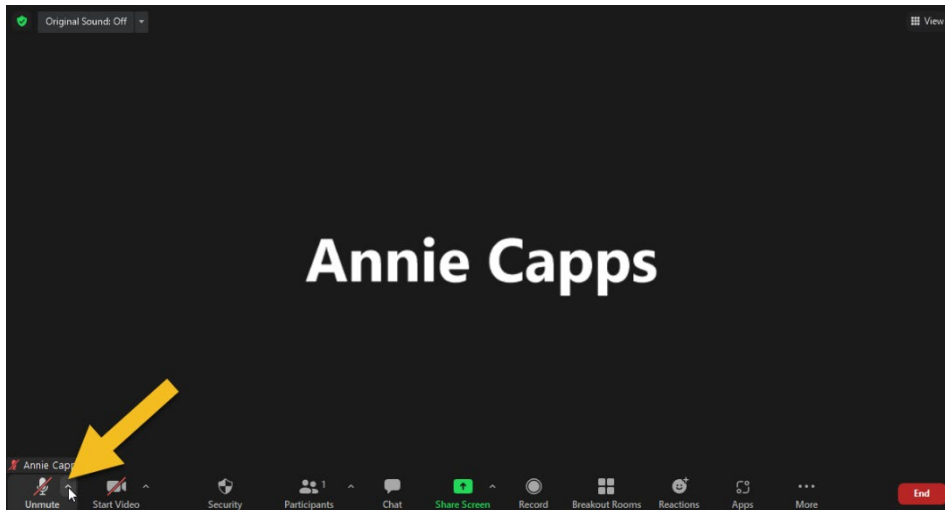 Original Sound: Off
View
Annie Capps
Annie Capp
1
Unmute Start Video Security Participants Chat Share Screen Record Breakout Rooms Reactions Apps More End